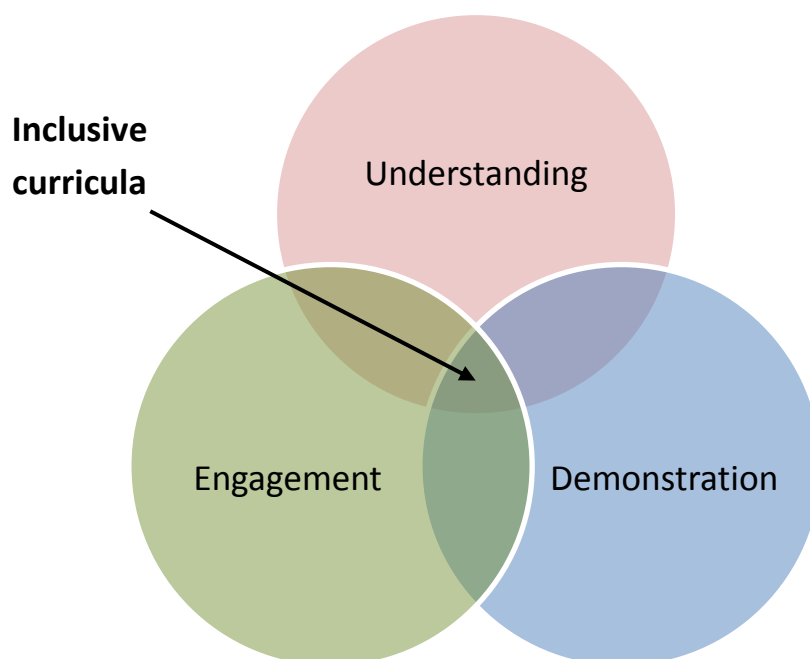 Inclusive
curricula
Understanding
Engagement
Demonstration